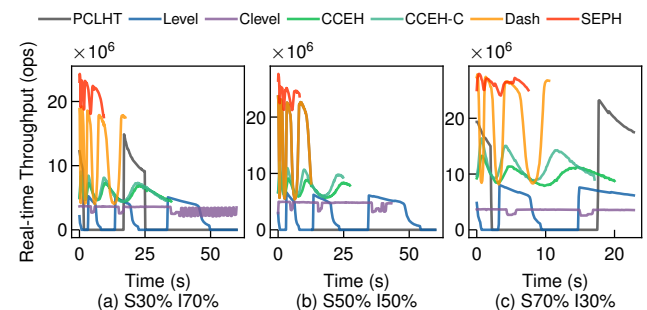 PCLHT Level Clevel CCEH CCEH-C Dash SEPH
×10⁶ ×10⁶ ×10⁶
Real-time Throughput (ops)
20 20 20
10 10 10
0 0 0
0 25 50 0 25 50 0 10 20
Time (s) Time (s) Time (s)
(a) S30% I70% (b) S50% I50% (c) S70% I30%